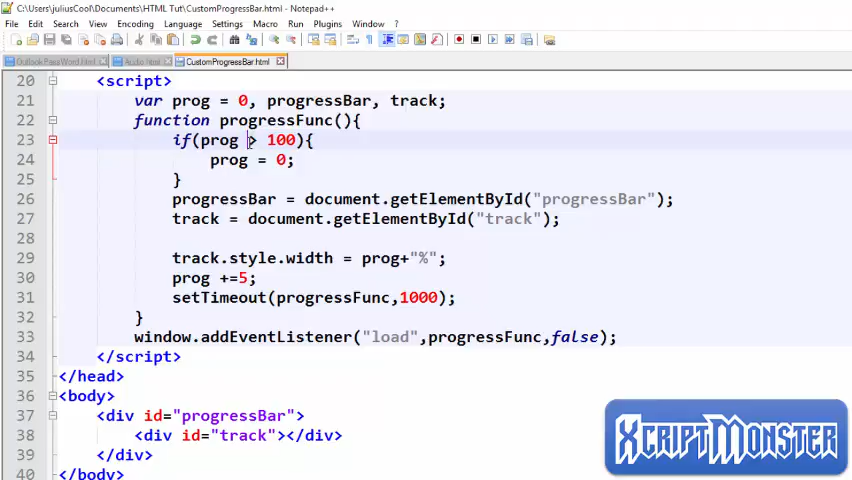 C:\Users\juliusCool\Documents\HTML Tut\CustomProgressBar.html - Notepad++
File Edit Search View Encoding Language Settings Macro Run Plugins Window ?
OutlookPassWord.html Audio.html CustomProgressBar.html
20 <script>
21 var prog = 0, progressBar, track;
22 function progressFunc(){
23 if(prog > 100){
24 prog = 0;
25 }
26 progressBar = document.getElementById("progressBar");
27 track = document.getElementById("track");
28
29 track.style.width = prog+"%";
30 prog +=5;
31 setTimeout(progressFunc,1000);
32 }
33 window.addEventListener("load",progressFunc,false);
34 </script>
35 </head>
36 <body>
37 <div id="progressBar">
38 <div id="track"></div>
39 </div>
40 </body>
XCRIPTMONSTER